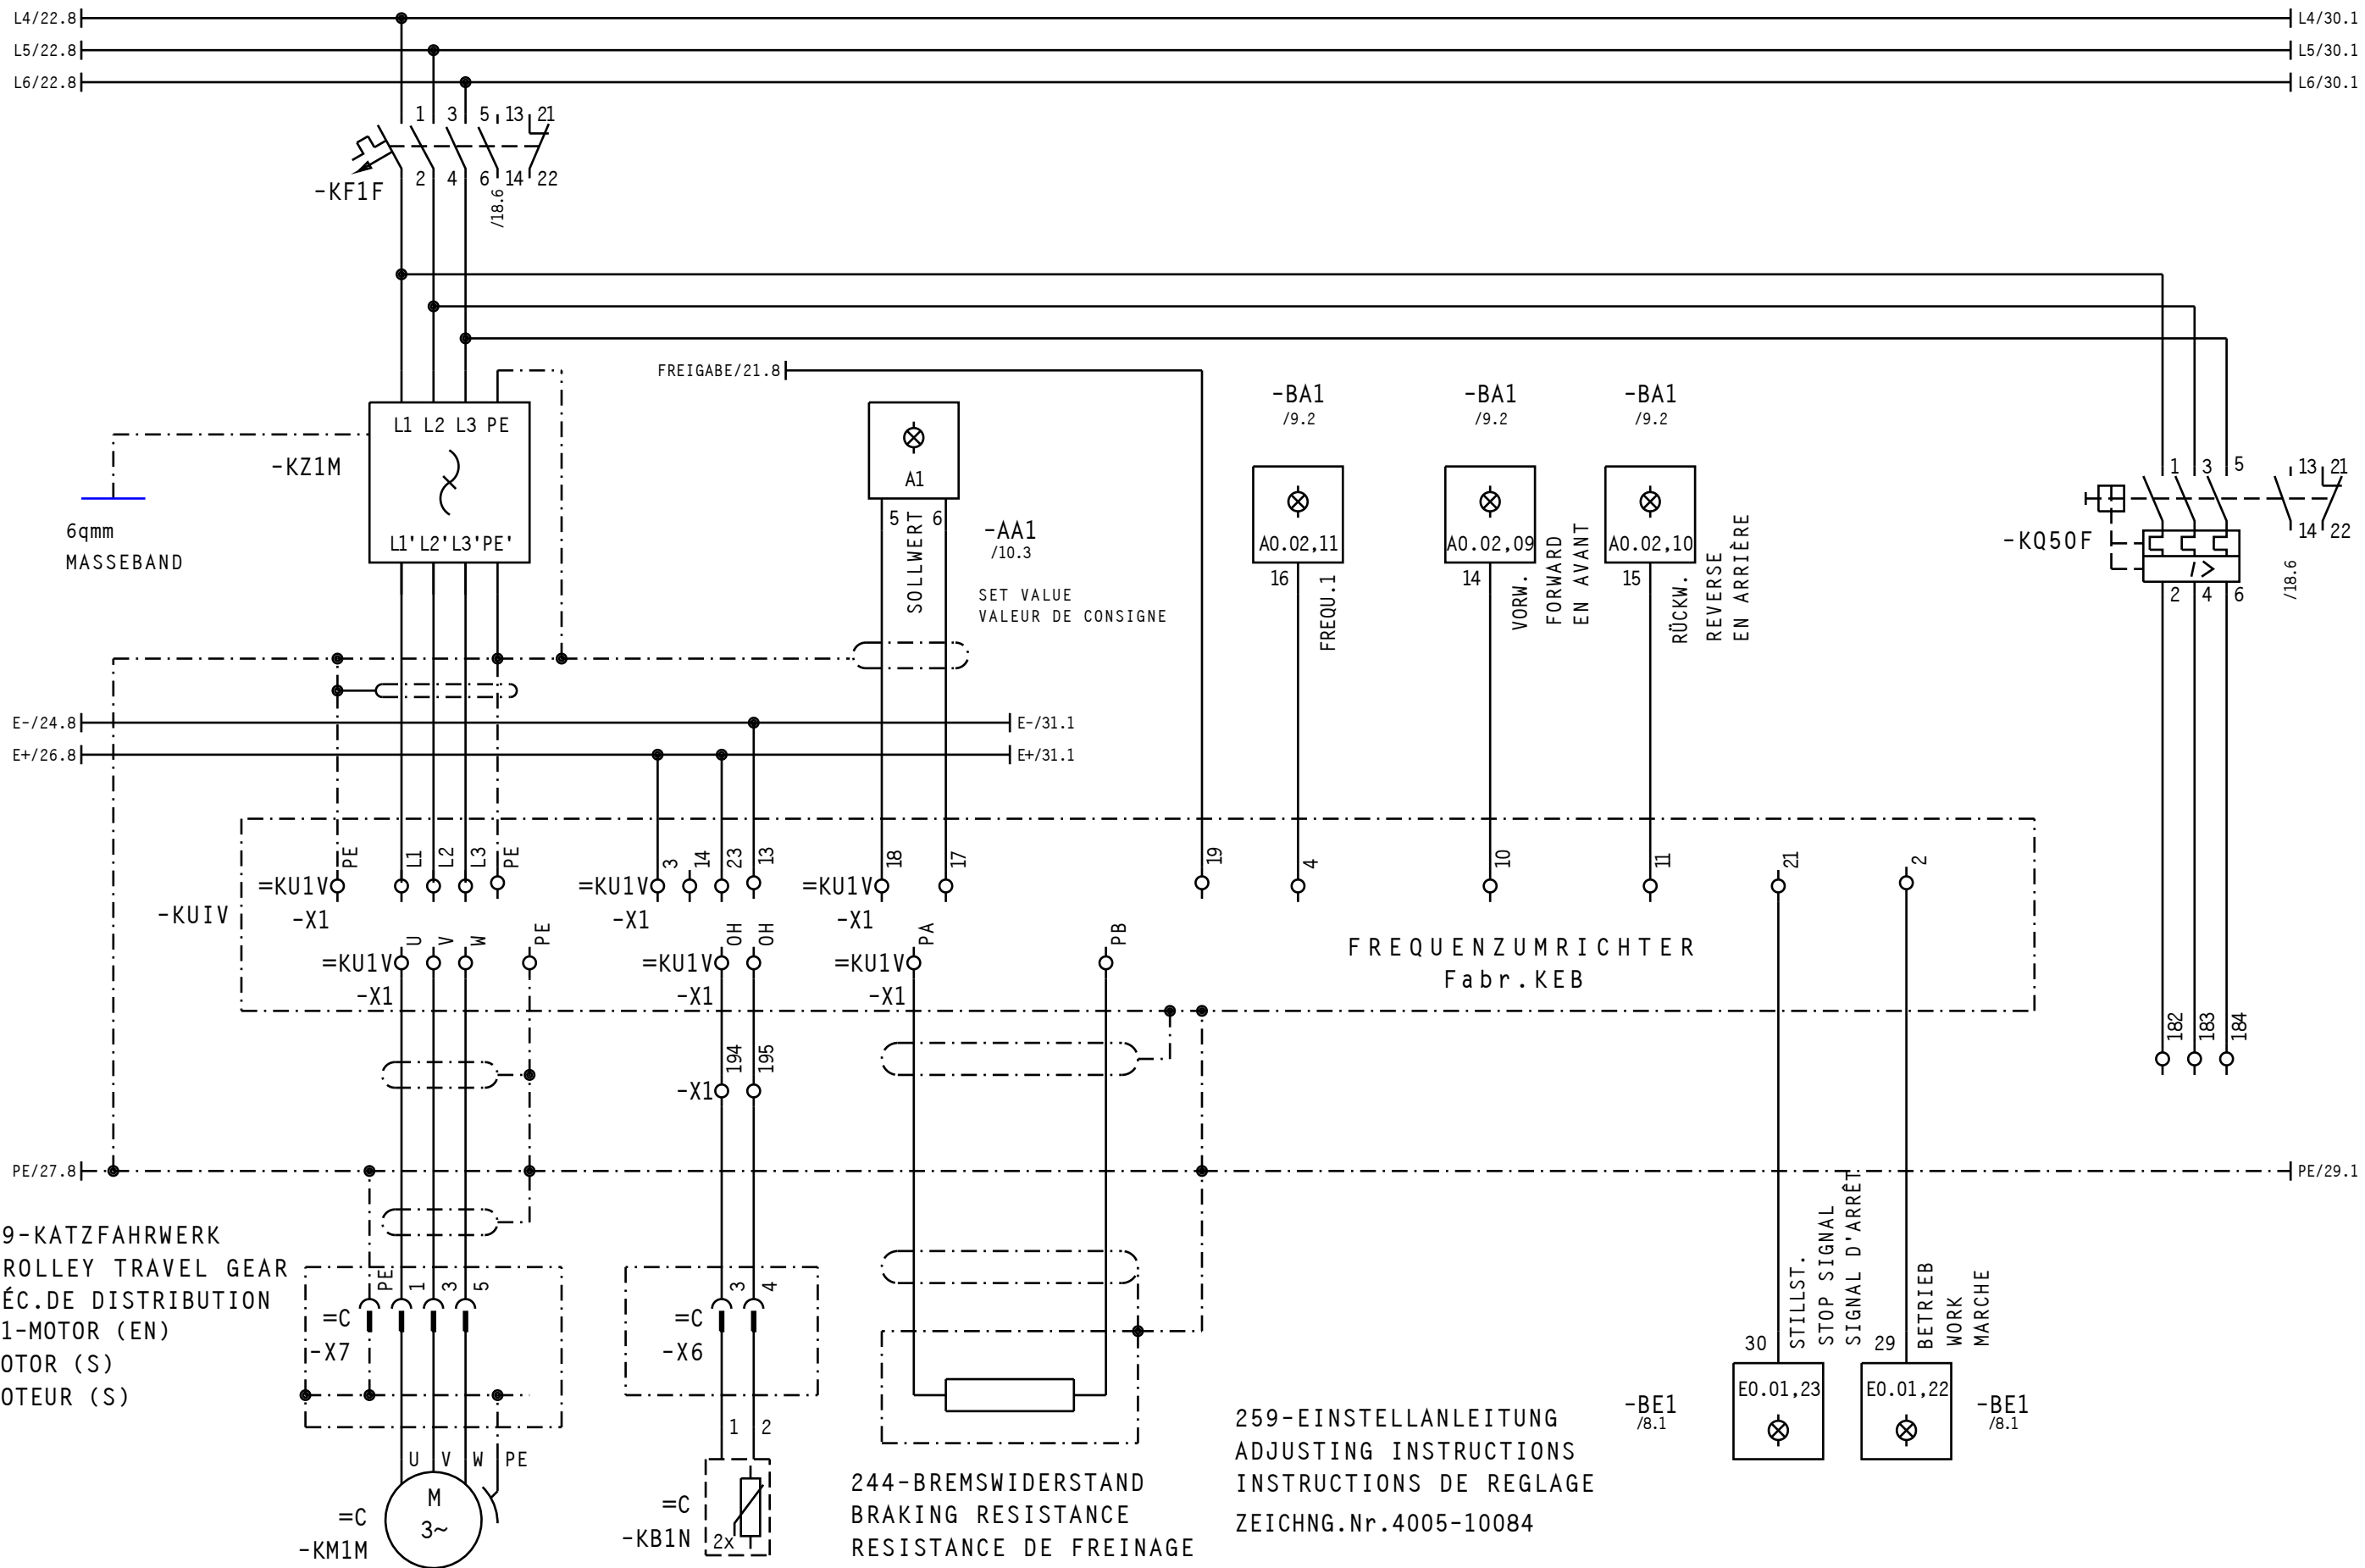 L4/22.8
L4/30.1
L5/22.8
L5/30.1
L6/22.8
L6/30.1
1 3 5 13 21
2 4 6 14 22
-KF1F
/18.6
FREIGABE/21.8
-BA1
/9.2
-BA1
/9.2
-BA1
/9.2
L1 L2 L3 PE
-KZ1M
L1' L2' L3' PE'
6qmm
MASSEBAND
A1
5 6
SOLLWERT
-AA1
/10.3
SET VALUE
VALEUR DE CONSIGNE
A0.02,11
16
FREQU.1
A0.02,09
14
VORW.
FORWARD
EN AVANT
A0.02,10
15
RÜCKW.
REVERSE
EN ARRIÈRE
1 3 5 13 21
14 22
-KQ50F
I >
2 4 6
/18.6
E-/24.8
E-/31.1
E+/26.8
E+/31.1
PE L1 L2 L3 PE
3 14 23 13
18 17
19
4
10
11
21
2
=KU1V
-X1
=KU1V
-X1
=KU1V
-X1
-KUIV
U V W PE
OH OH
PA
PB
=KU1V
-X1
=KU1V
-X1
=KU1V
-X1
FREQUENZUMRICHTER
Fabr.KEB
194 195
-X1
182 183 184
PE/27.8
PE/29.1
9-KATZFAHRWERK
ROLLEY TRAVEL GEAR
ÉC.DE DISTRIBUTION
1-MOTOR (EN)
OTOR (S)
OTEUR (S)
PE 1 3 5
=C
-X7
3 4
=C
-X6
STILLST.
STOP SIGNAL
SIGNAL D'ARRÊT
30
BETRIEB
WORK
MARCHE
29
E0.01,23
-BE1
/8.1
E0.01,22
-BE1
/8.1
U V W PE
M
3~
=C
-KM1M
1 2
=C
-KB1N
2x
244-BREMSWIDERSTAND
BRAKING RESISTANCE
RESISTANCE DE FREINAGE
259-EINSTELLANLEITUNG
ADJUSTING INSTRUCTIONS
INSTRUCTIONS DE REGLAGE
ZEICHNG.Nr.4005-10084